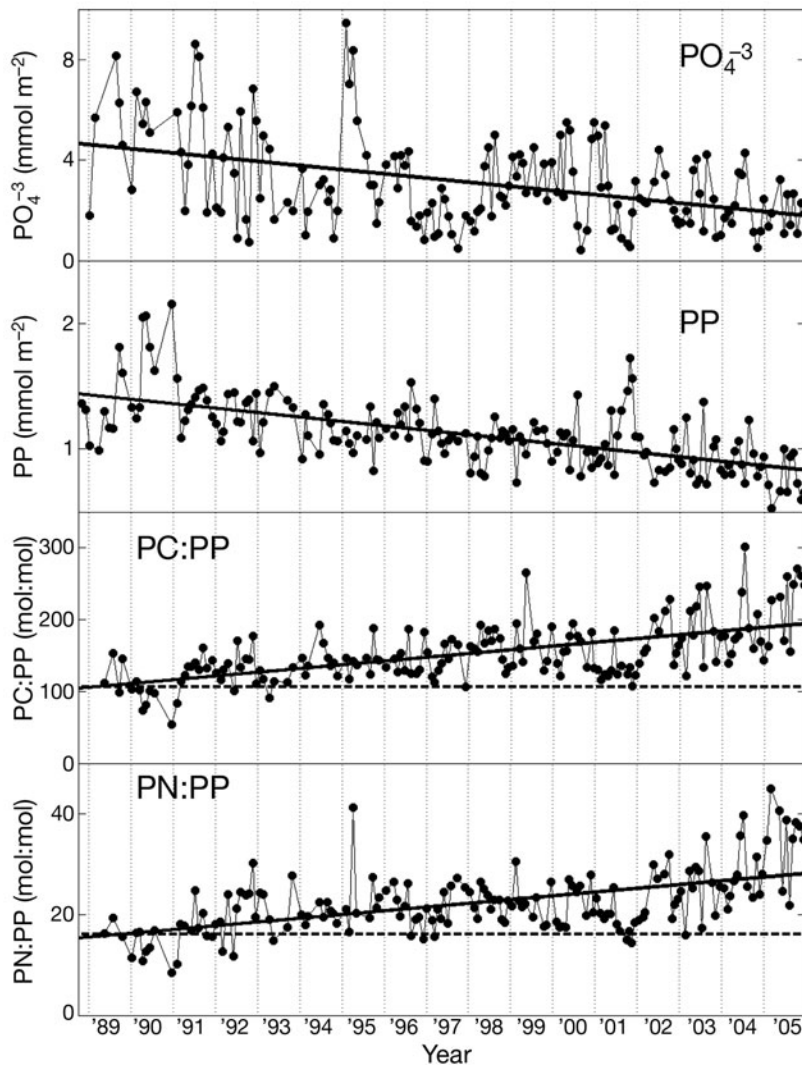 PO₄⁻³ (mmol m⁻²)
8
4
0
PO₄⁻³
PP (mmol m⁻²)
2
1
PP
PC:PP (mol:mol)
300
200
100
0
PC:PP
PN:PP (mol:mol)
40
20
0
PN:PP
'89 '90 '91 '92 '93 '94 '95 '96 '97 '98 '99 '00 '01 '02 '03 '04 '05
Year